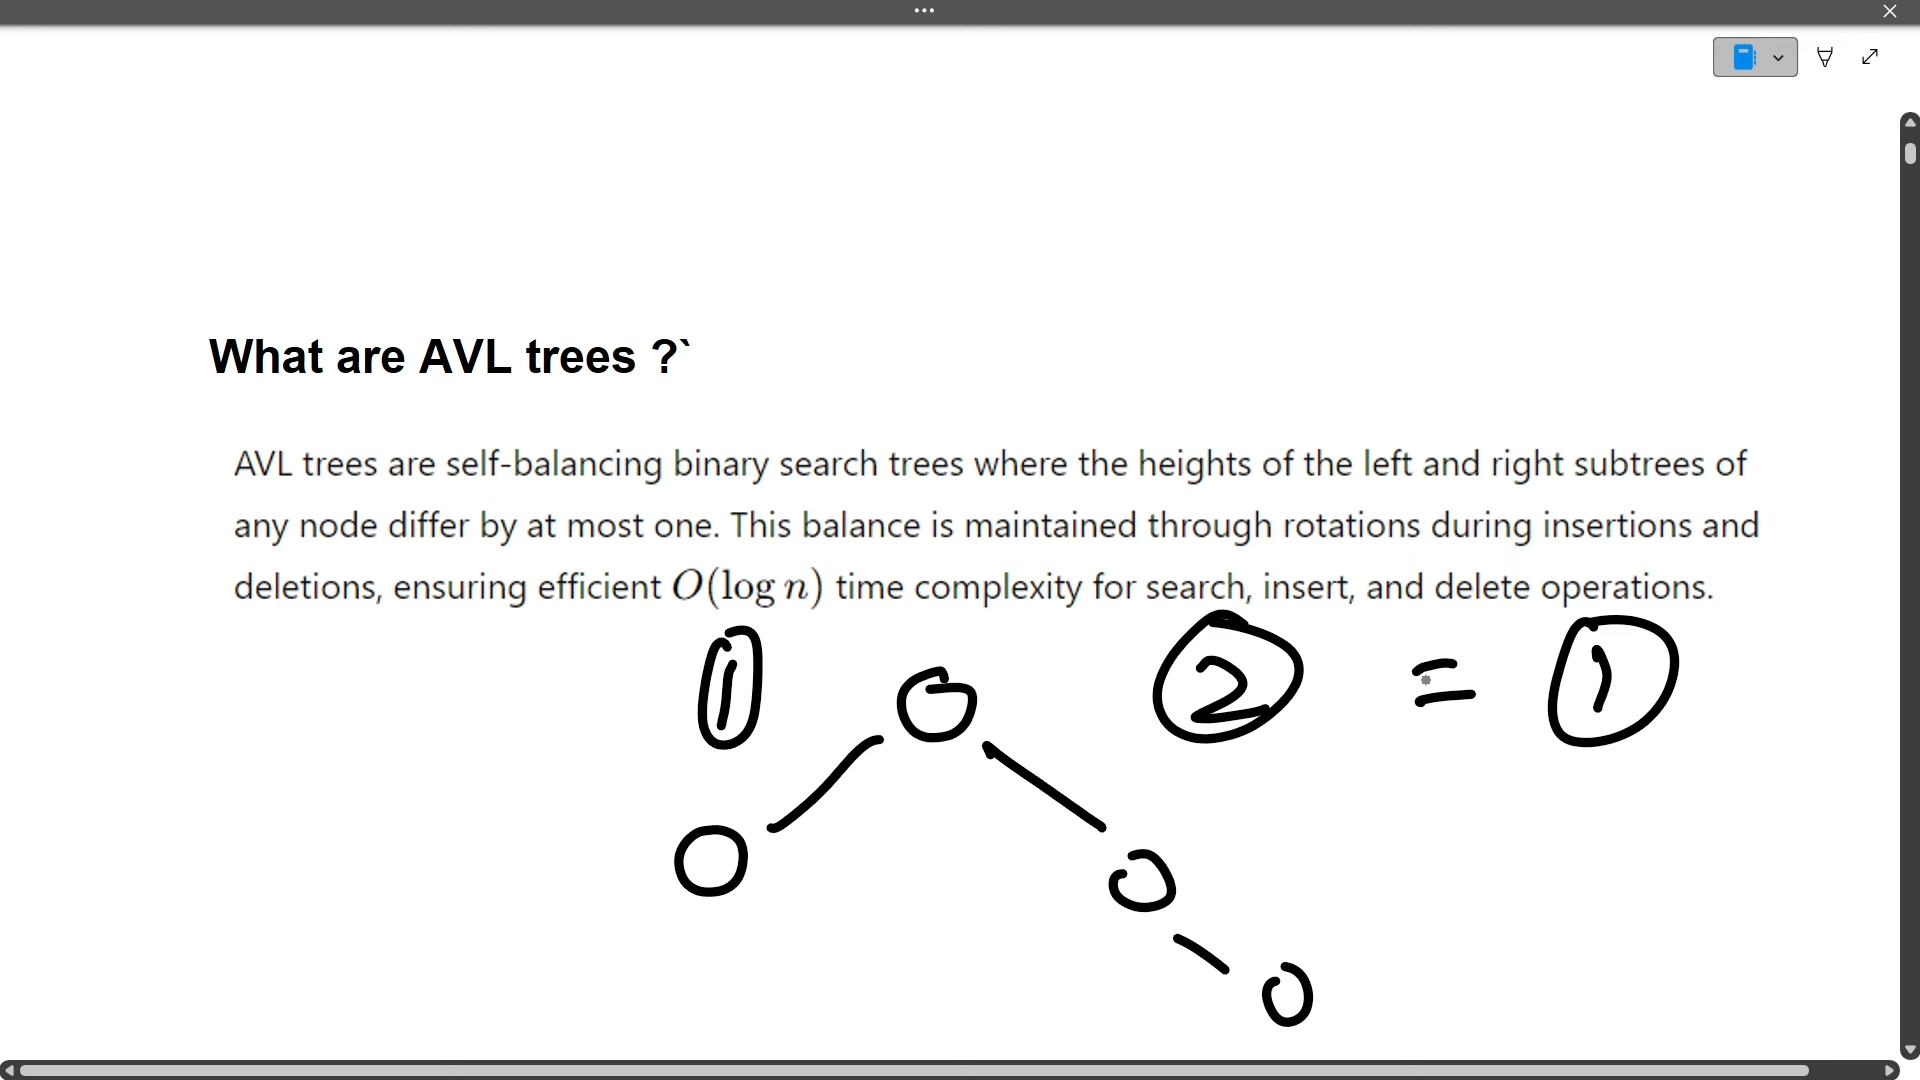 What are AVL trees ?`
AVL trees are self-balancing binary search trees where the heights of the left and right subtrees of
any node differ by at most one. This balance is maintained through rotations during insertions and
deletions, ensuring efficient O(log n) time complexity for search, insert, and delete operations.
1 2 = 1